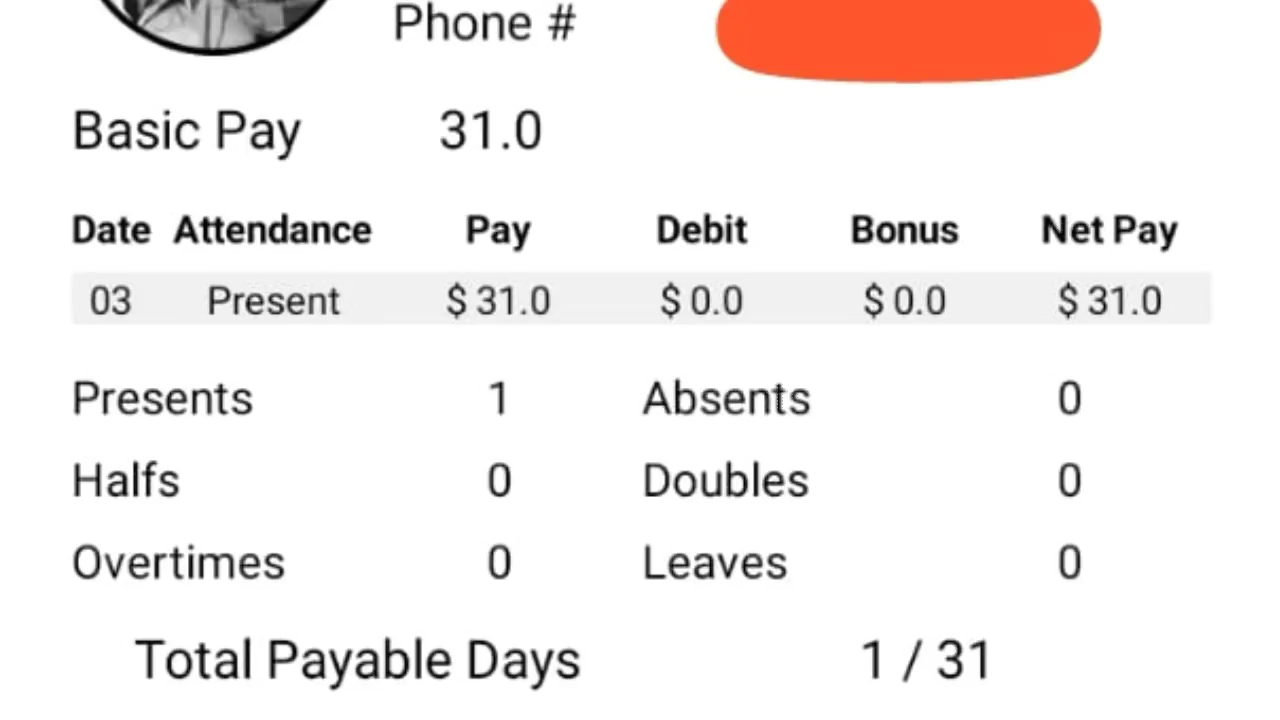 Phone #
Basic Pay 31.0
Date Attendance Pay Debit Bonus Net Pay
03 Present $ 31.0 $ 0.0 $ 0.0 $ 31.0
Presents 1 Absents 0
Halfs 0 Doubles 0
Overtimes 0 Leaves 0
Total Payable Days 1 / 31